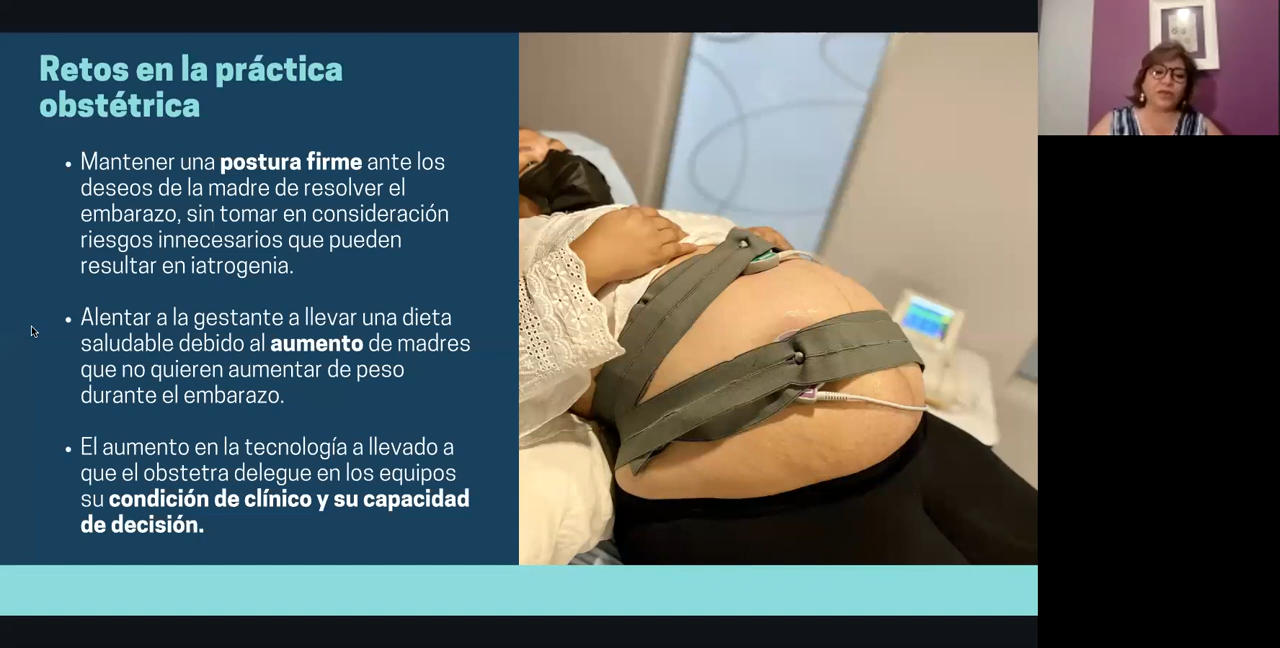 Retos en la práctica
obstétrica
• Mantener una postura firme ante los
deseos de la madre de resolver el
embarazo, sin tomar en consideración
riesgos innecesarios que pueden
resultar en iatrogenia.
• Alentar a la gestante a llevar una dieta
saludable debido al aumento de madres
que no quieren aumentar de peso
durante el embarazo.
• El aumento en la tecnología a llevado a
que el obstetra delegue en los equipos
su condición de clínico y su capacidad
de decisión.